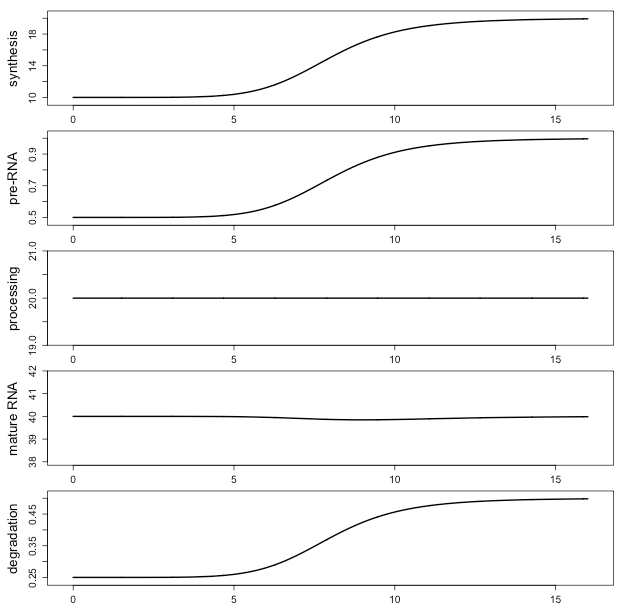 synthesis
10 14 18
0 5 10 15
pre-RNA
0.5 0.7 0.9
0 5 10 15
processing
19.0 20.0 21.0
0 5 10 15
mature RNA
38 39 40 41 42
0 5 10 15
degradation
0.25 0.35 0.45
0 5 10 15